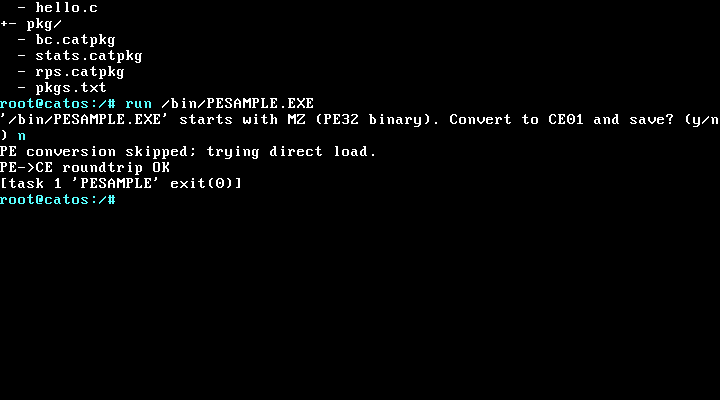 - hello.c
+- pkg/
- bc.catpkg
- stats.catpkg
- rps.catpkg
- pkgs.txt
root@catos:/# run /bin/PESAMPLE.EXE
'/bin/PESAMPLE.EXE' starts with MZ (PE32 binary). Convert to CE01 and save? (y/n
) n
PE conversion skipped; trying direct load.
PE->CE roundtrip OK
[task 1 'PESAMPLE' exit(0)]
root@catos:/#